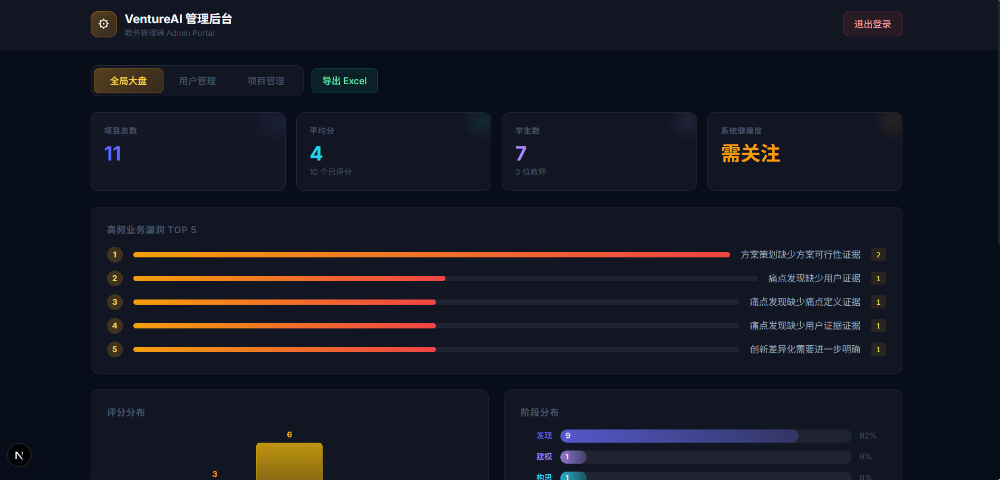 VentureAI 管理后台
教务管理端 Admin Portal
退出登录
全局大盘
用户管理
项目管理
导出 Excel
项目总数
11
平均分
4
10 个已评分
学生数
7
3 位教师
系统健康度
需关注
高频业务漏洞 TOP 5
1 方案策划缺少方案可行性证据 2
2 痛点发现缺少用户证据 1
3 痛点发现缺少痛点定义证据 1
4 痛点发现缺少用户证据证据 1
5 创新差异化需要进一步明确 1
评分分布
6
3
阶段分布
发现 9 82%
建模 1 9%
构思 1 9%
N